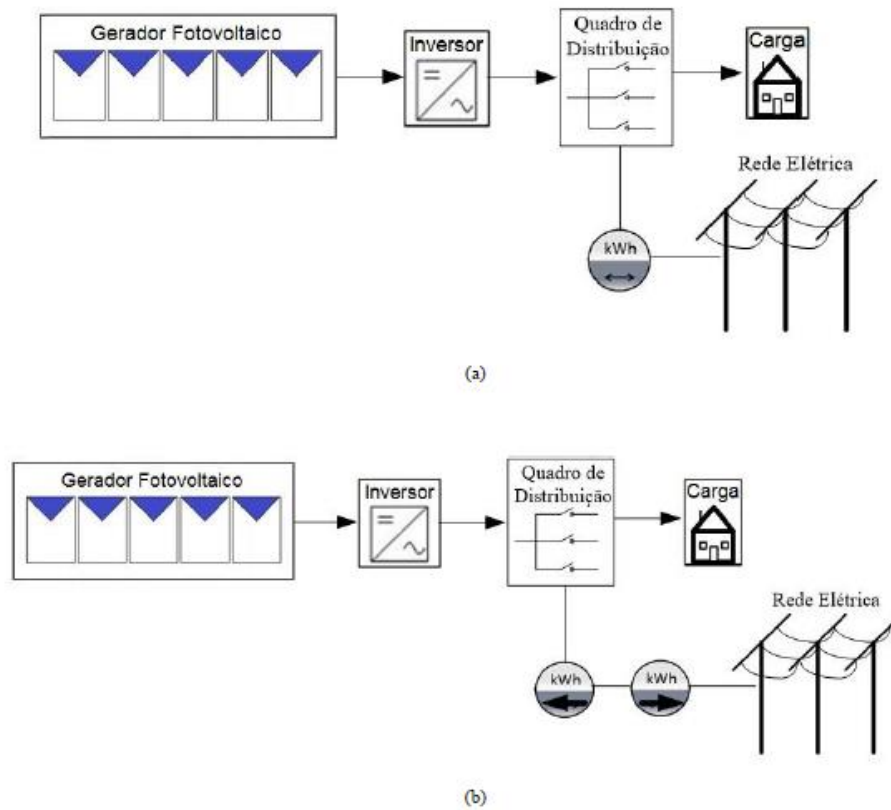 Gerador Fotovoltaico
Inversor
Quadro de
Distribuição
Carga
Rede Elétrica
kWh
(a)
Gerador Fotovoltaico
Inversor
Quadro de
Distribuição
Carga
Rede Elétrica
kWh
kWh
(b)